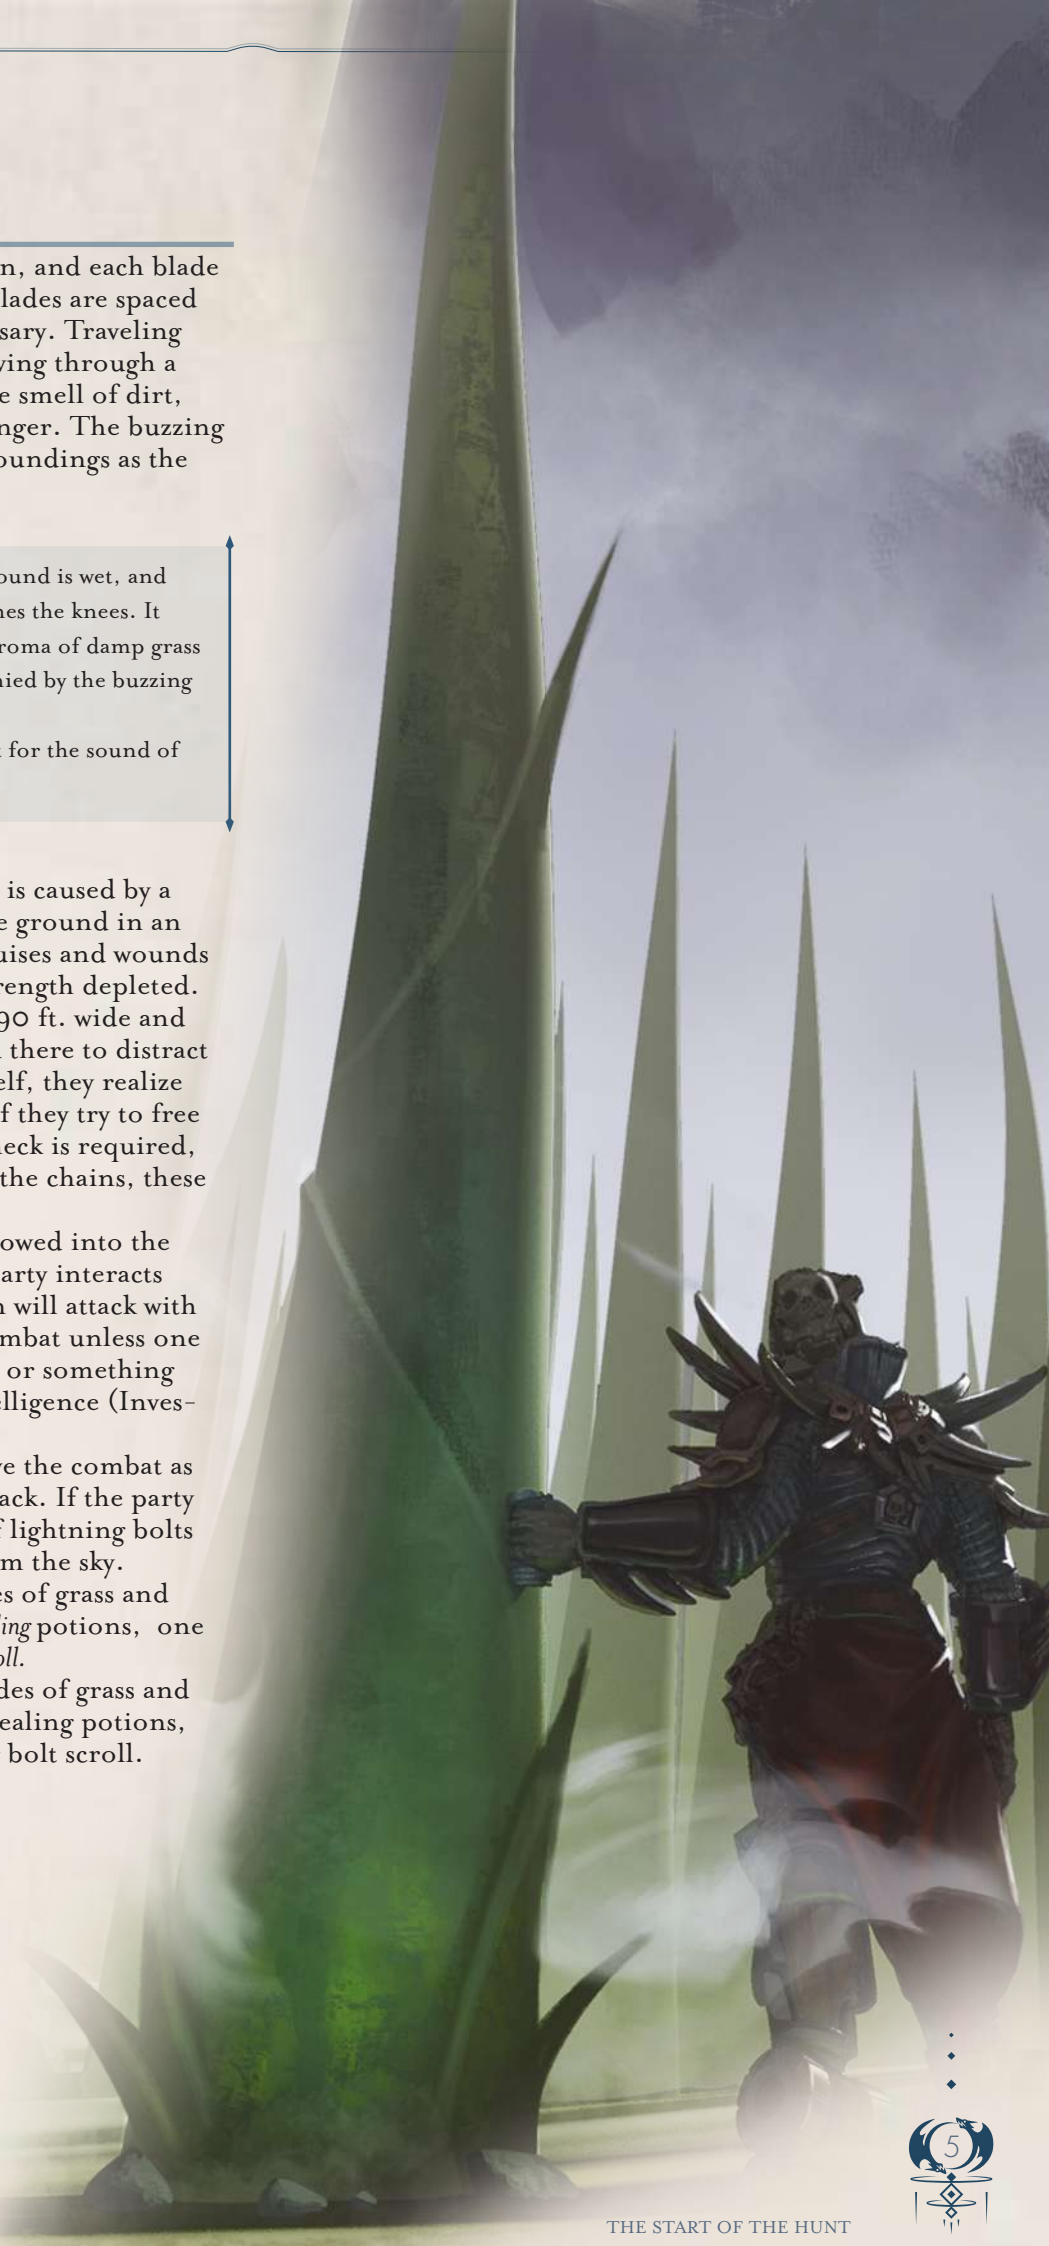 n, and each blade
lades are spaced
sary. Traveling
ving through a
e smell of dirt,
nger. The buzzing
oundings as the
ound is wet, and
hes the knees. It
roma of damp grass
nied by the buzzing
for the sound of
is caused by a
e ground in an
uises and wounds
rength depleted.
90 ft. wide and
there to distract
elf, they realize
f they try to free
heck is required,
the chains, these
owed into the
arty interacts
n will attack with
mbat unless one
or something
elligence (Inves-
ve the combat as
ack. If the party
f lightning bolts
m the sky.
es of grass and
ing potions, one
oll.
des of grass and
ealing potions,
bolt scroll.
5
THE START OF THE HUNT